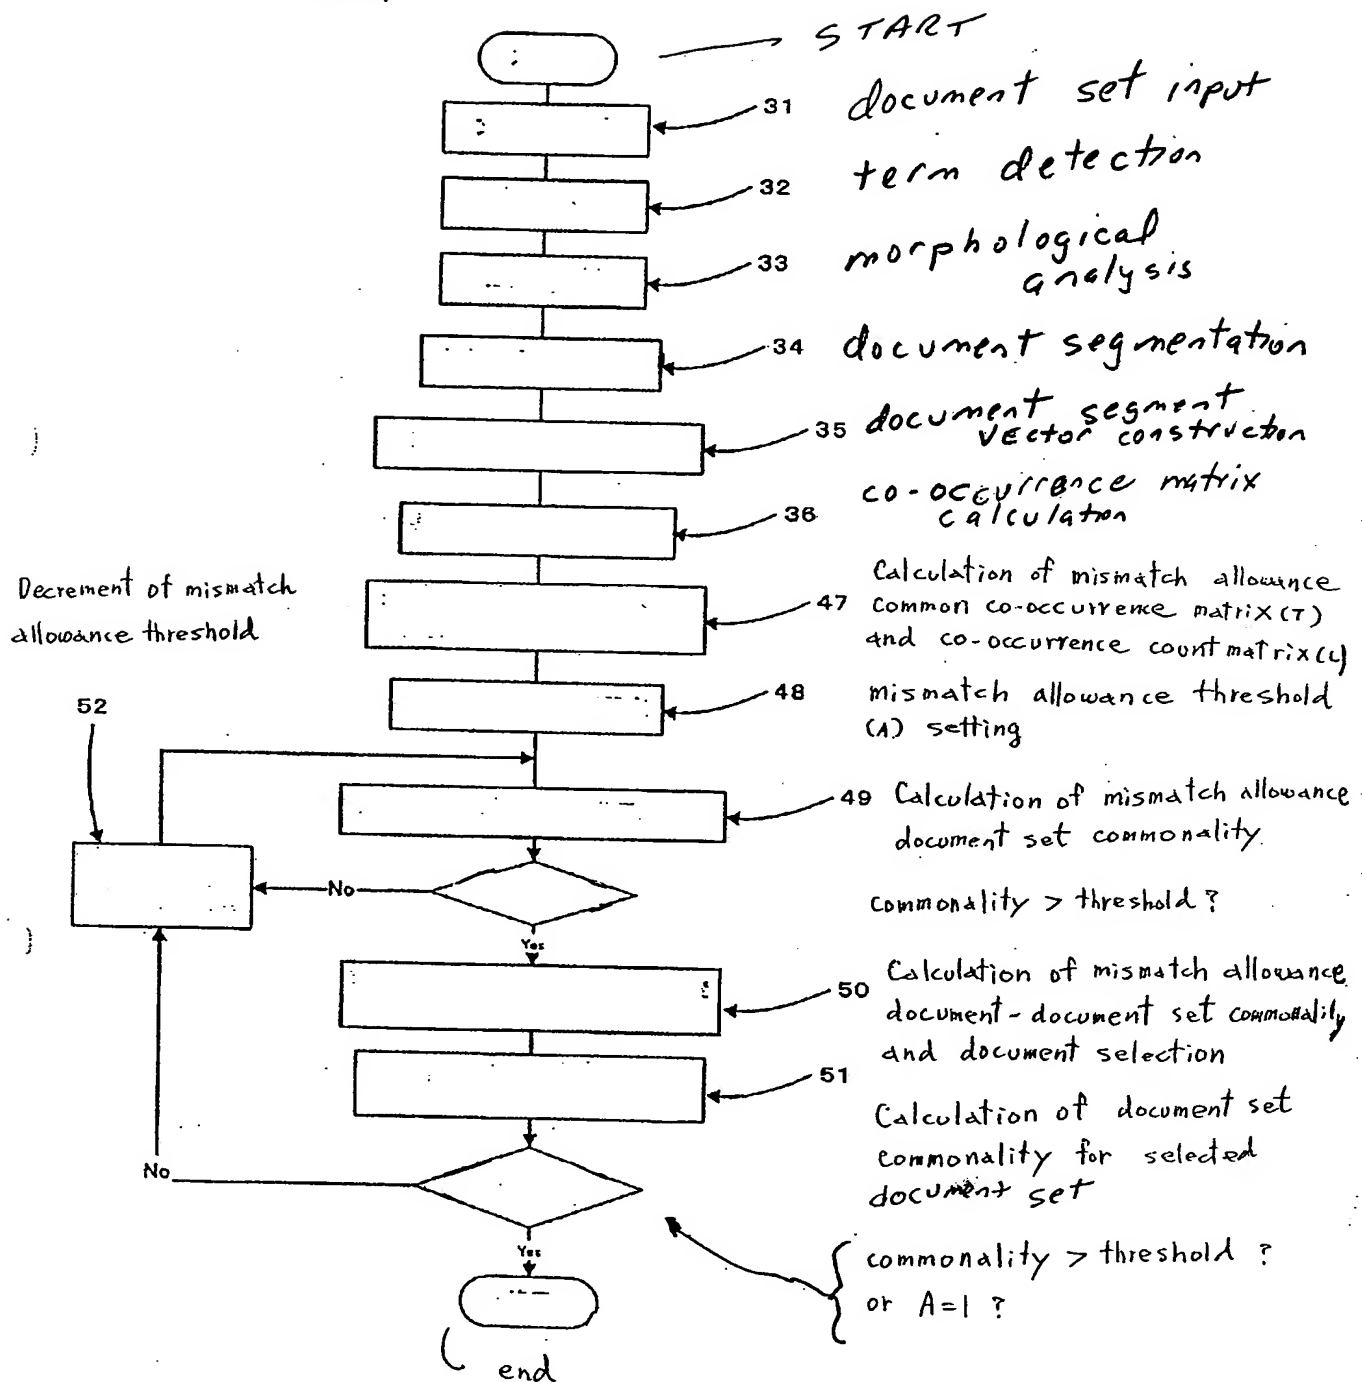 START
31 document set input
32 term detection
33 morphological
analysis
34 document segmentation
35 document segment
vector construction
36 co-occurrence matrix
calculation
Decrement of mismatch
allowance threshold
47 Calculation of mismatch allowance
common co-occurrence matrix (T)
and co-occurrence count matrix (L)
48 mismatch allowance threshold
(A) setting
52
49 Calculation of mismatch allowance
document set commonality
No
commonality > threshold ?
Yes
50 Calculation of mismatch allowance
document-document set commonality
and document selection
51 Calculation of document set
commonality for selected
document set
No
Yes
commonality > threshold ?
or A=1 ?
end